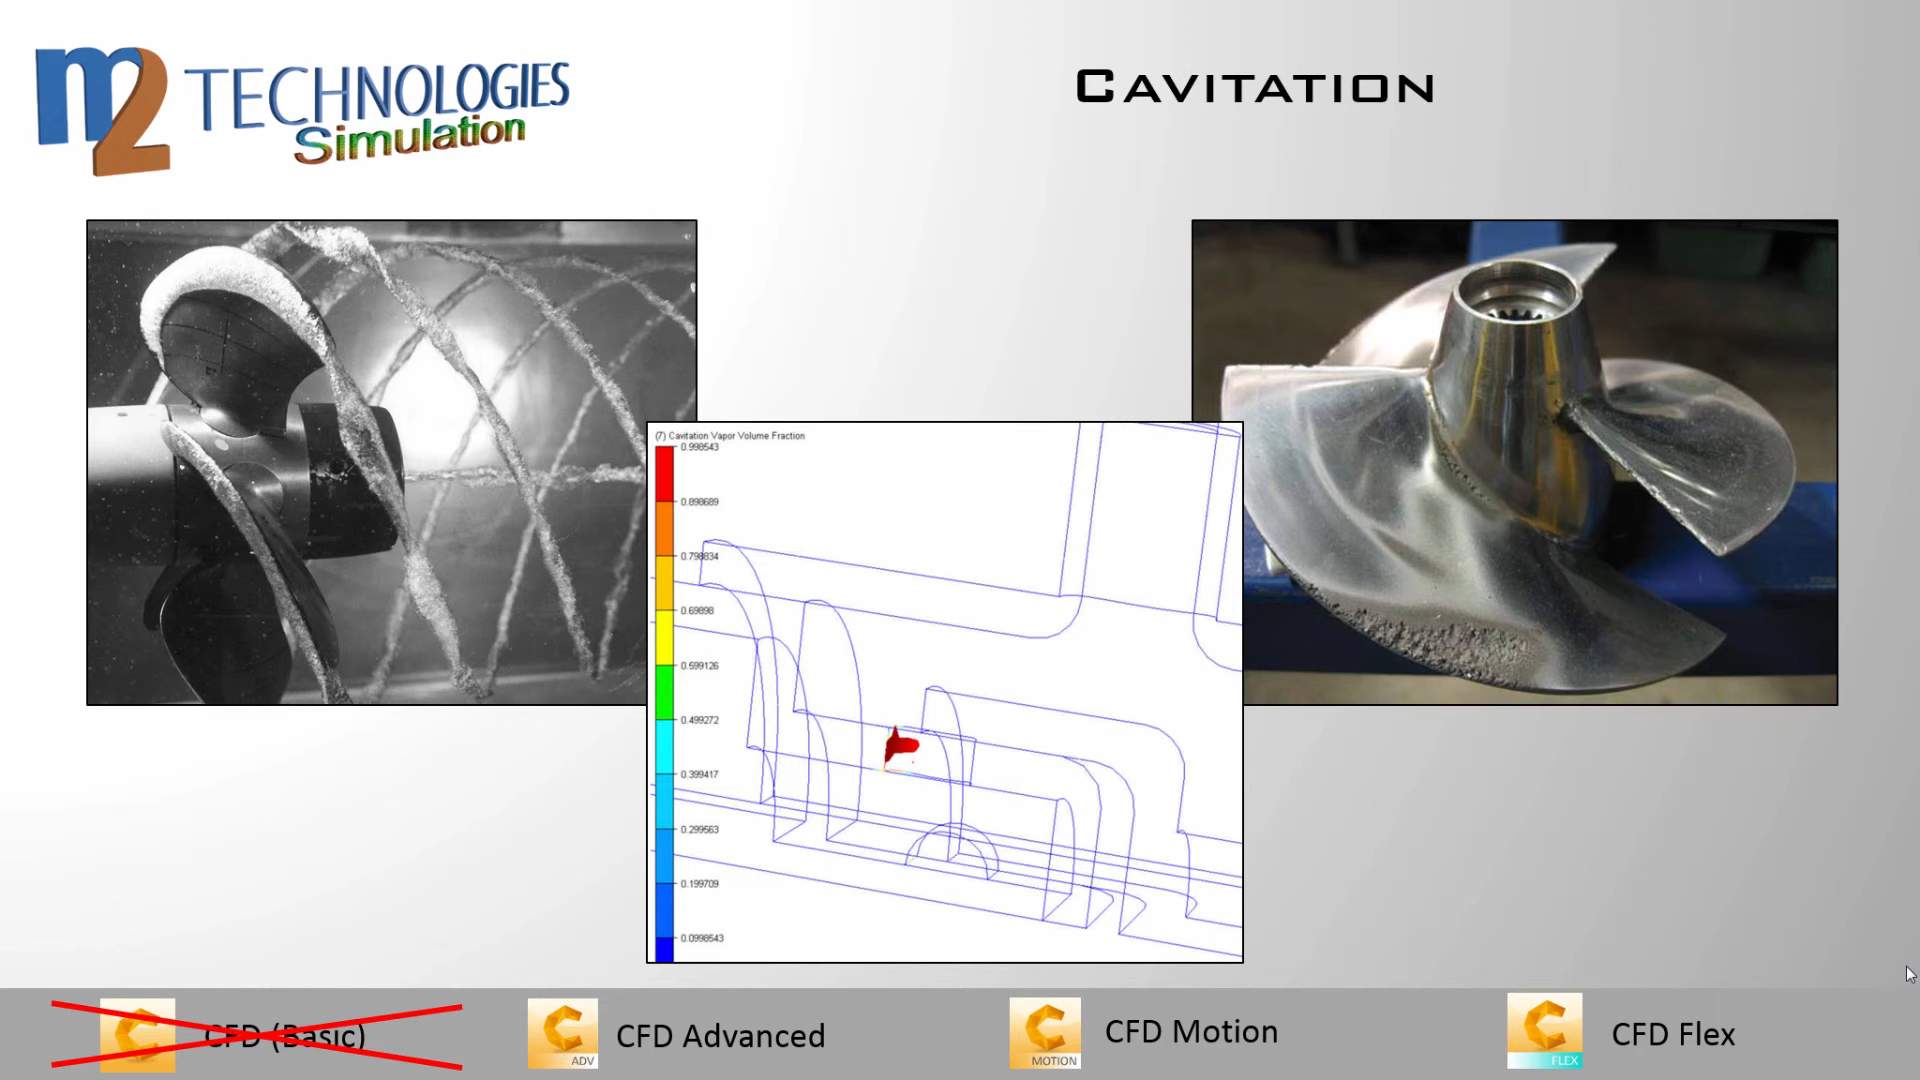 m2 TECHNOLOGIES
Simulation
CAVITATION
(7) Cavitation Vapor Volume Fraction
0.998543
0.898689
0.798834
0.69898
0.599126
0.499272
0.399417
0.299563
0.199709
0.0998543
CFD (Basic)
ADV
CFD Advanced
MOTION
CFD Motion
FLEX
CFD Flex